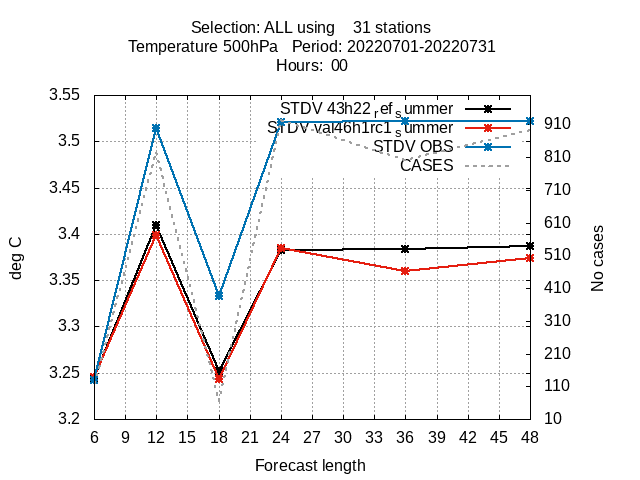 Selection: ALL using    31 stations
Temperature 500hPa   Period: 20220701-20220731
Hours:  00
STDV 43h22_ref_summer
STDV val46h1rc1_summer
STDV OBS
CASES
3.55
3.5
3.45
3.4
3.35
3.3
3.25
3.2
deg C
910
810
710
610
510
410
310
210
110
10
No cases
6 9 12 15 18 21 24 27 30 33 36 39 42 45 48
Forecast length